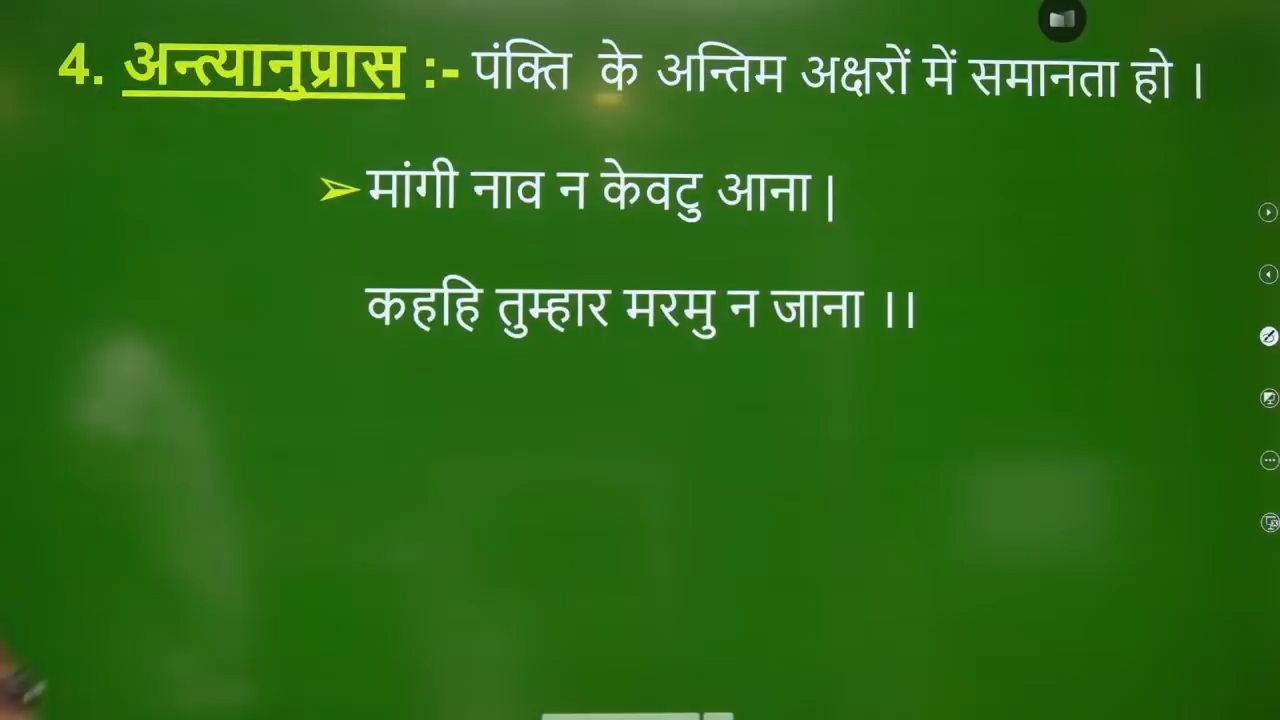 4. अन्त्यानुप्रास :- पंक्ति के अन्तिम अक्षरों में समानता हो ।
➢ मांगी नाव न केवटु आना |
कहहि तुम्हार मरमु न जाना ।।